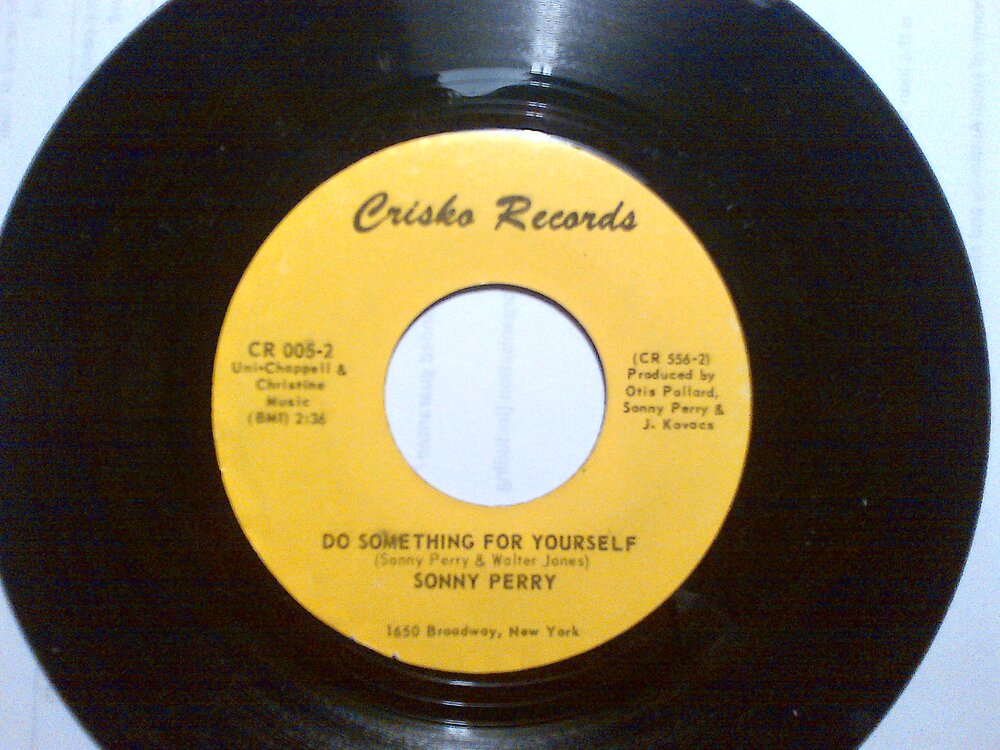 Crisko Records
CR 005-2
Uni-Chappell &
Christine
Music
(BMI) 2:36
(CR 556-2)
Produced by
Otis Pollard,
Sonny Perry &
J. Kovacs
DO SOMETHING FOR YOURSELF
(Sonny Perry & Walter Jones)
SONNY PERRY
1650 Broadway, New York